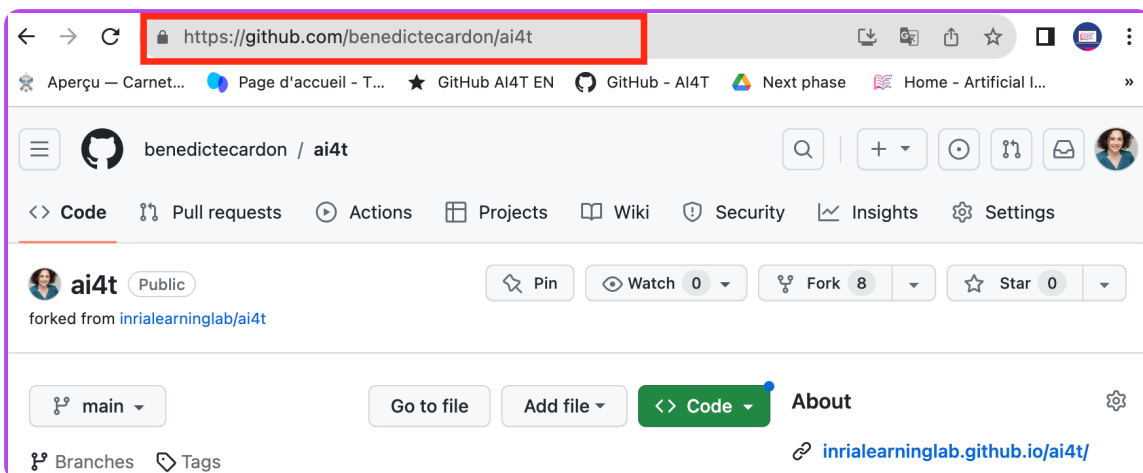 https://github.com/benedictecardon/ai4t
Aperçu — Carnet... Page d'accueil - T... GitHub AI4T EN GitHub - AI4T Next phase Home - Artificial I... »
benedictecardon / ai4t
<> Code Pull requests Actions Projects Wiki Security Insights Settings
ai4t Public Pin Watch 0 Fork 8 Star 0
forked from inrialearninglab/ai4t
main Go to file Add file <> Code About
Branches Tags inrialearninglab.github.io/ai4t/